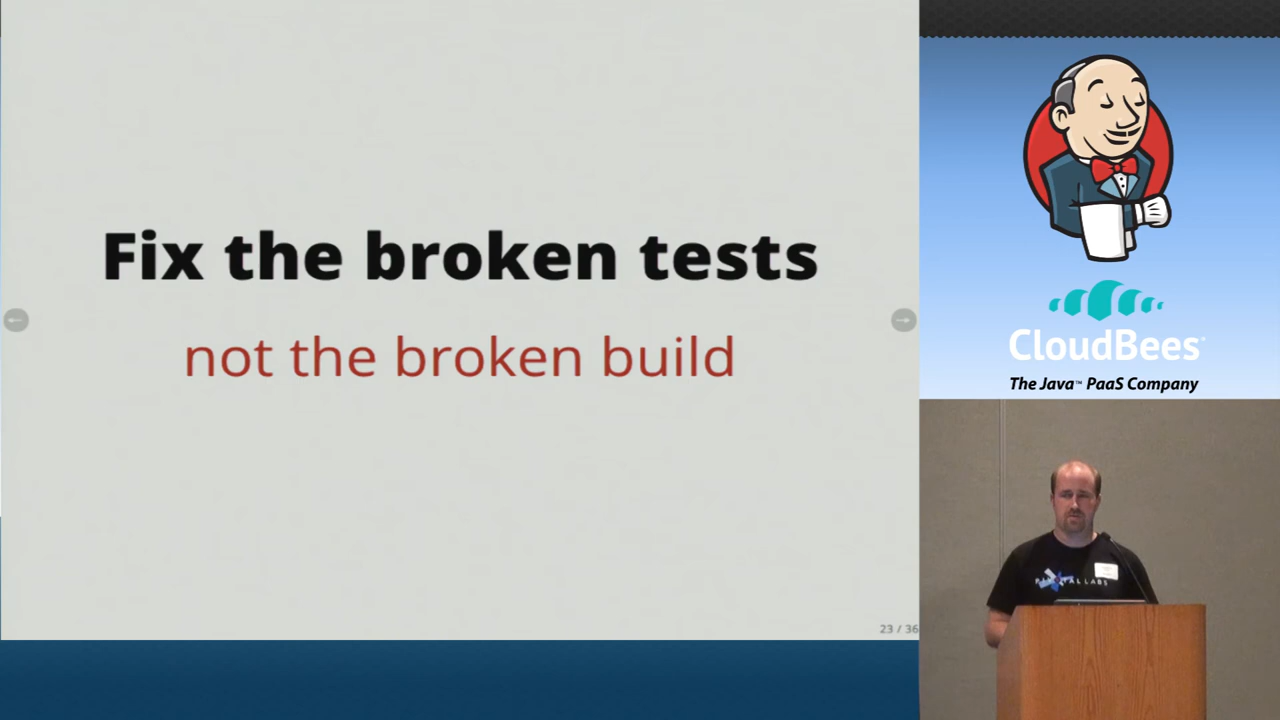 Fix the broken tests
not the broken build
23 / 36
CloudBees
The Java™ PaaS Company